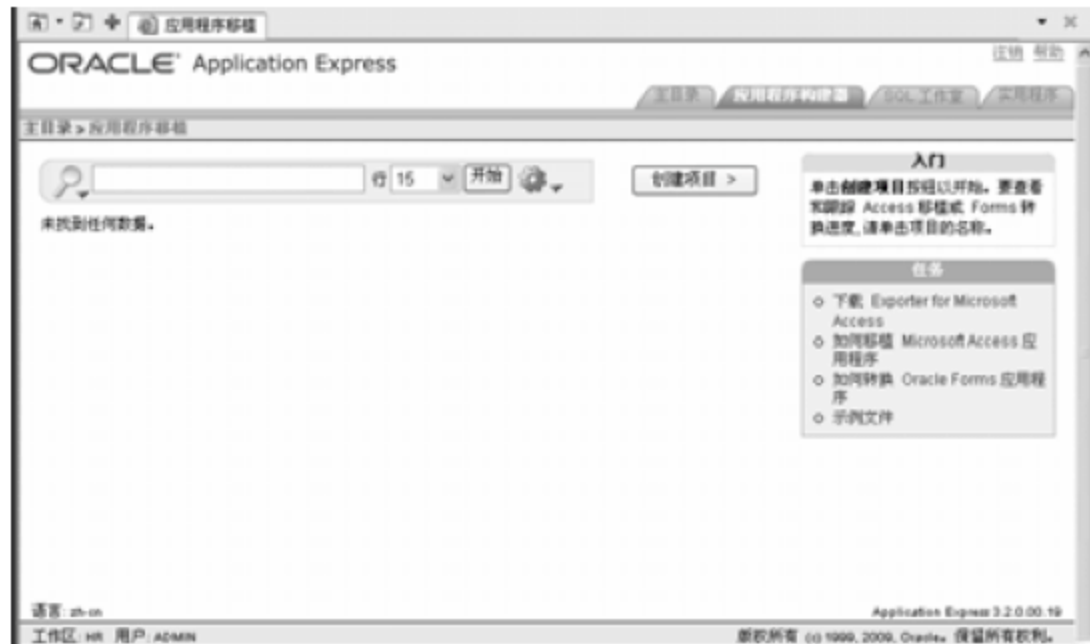 应用程序移植
ORACLE Application Express
注销 帮助
主目录 应用程序构建器 SQL 工作室 实用程序
主目录 > 应用程序移植
行 15 开始 创建项目 >
未找到任何数据。
入门
单击创建项目按钮以开始。要查看
和跟踪 Access 移植或 Forms 转
换进度,请单击项目的名称。
任务
下载 Exporter for Microsoft
Access
如何移植 Microsoft Access 应
用程序
如何转换 Oracle Forms 应用程
序
示例文件
语言: zh-cn
Application Express 3.2.0.00.19
工作区: HR 用户: ADMIN
版权所有 (c) 1999, 2009, Oracle。保留所有权利。